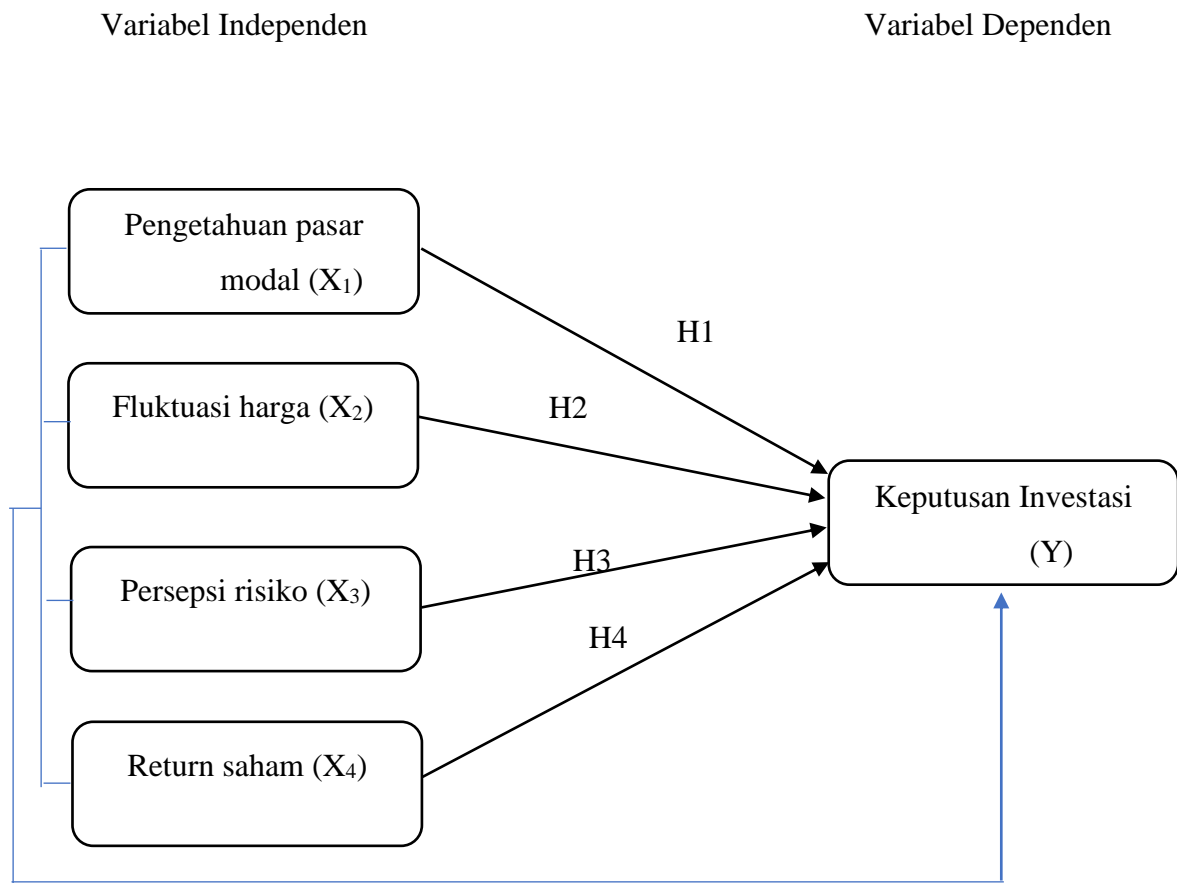 Variabel Independen
Variabel Dependen
Pengetahuan pasar
modal (X₁)
H1
Fluktuasi harga (X₂)
H2
Keputusan Investasi
(Y)
Persepsi risiko (X₃)
H3
H4
Return saham (X₄)